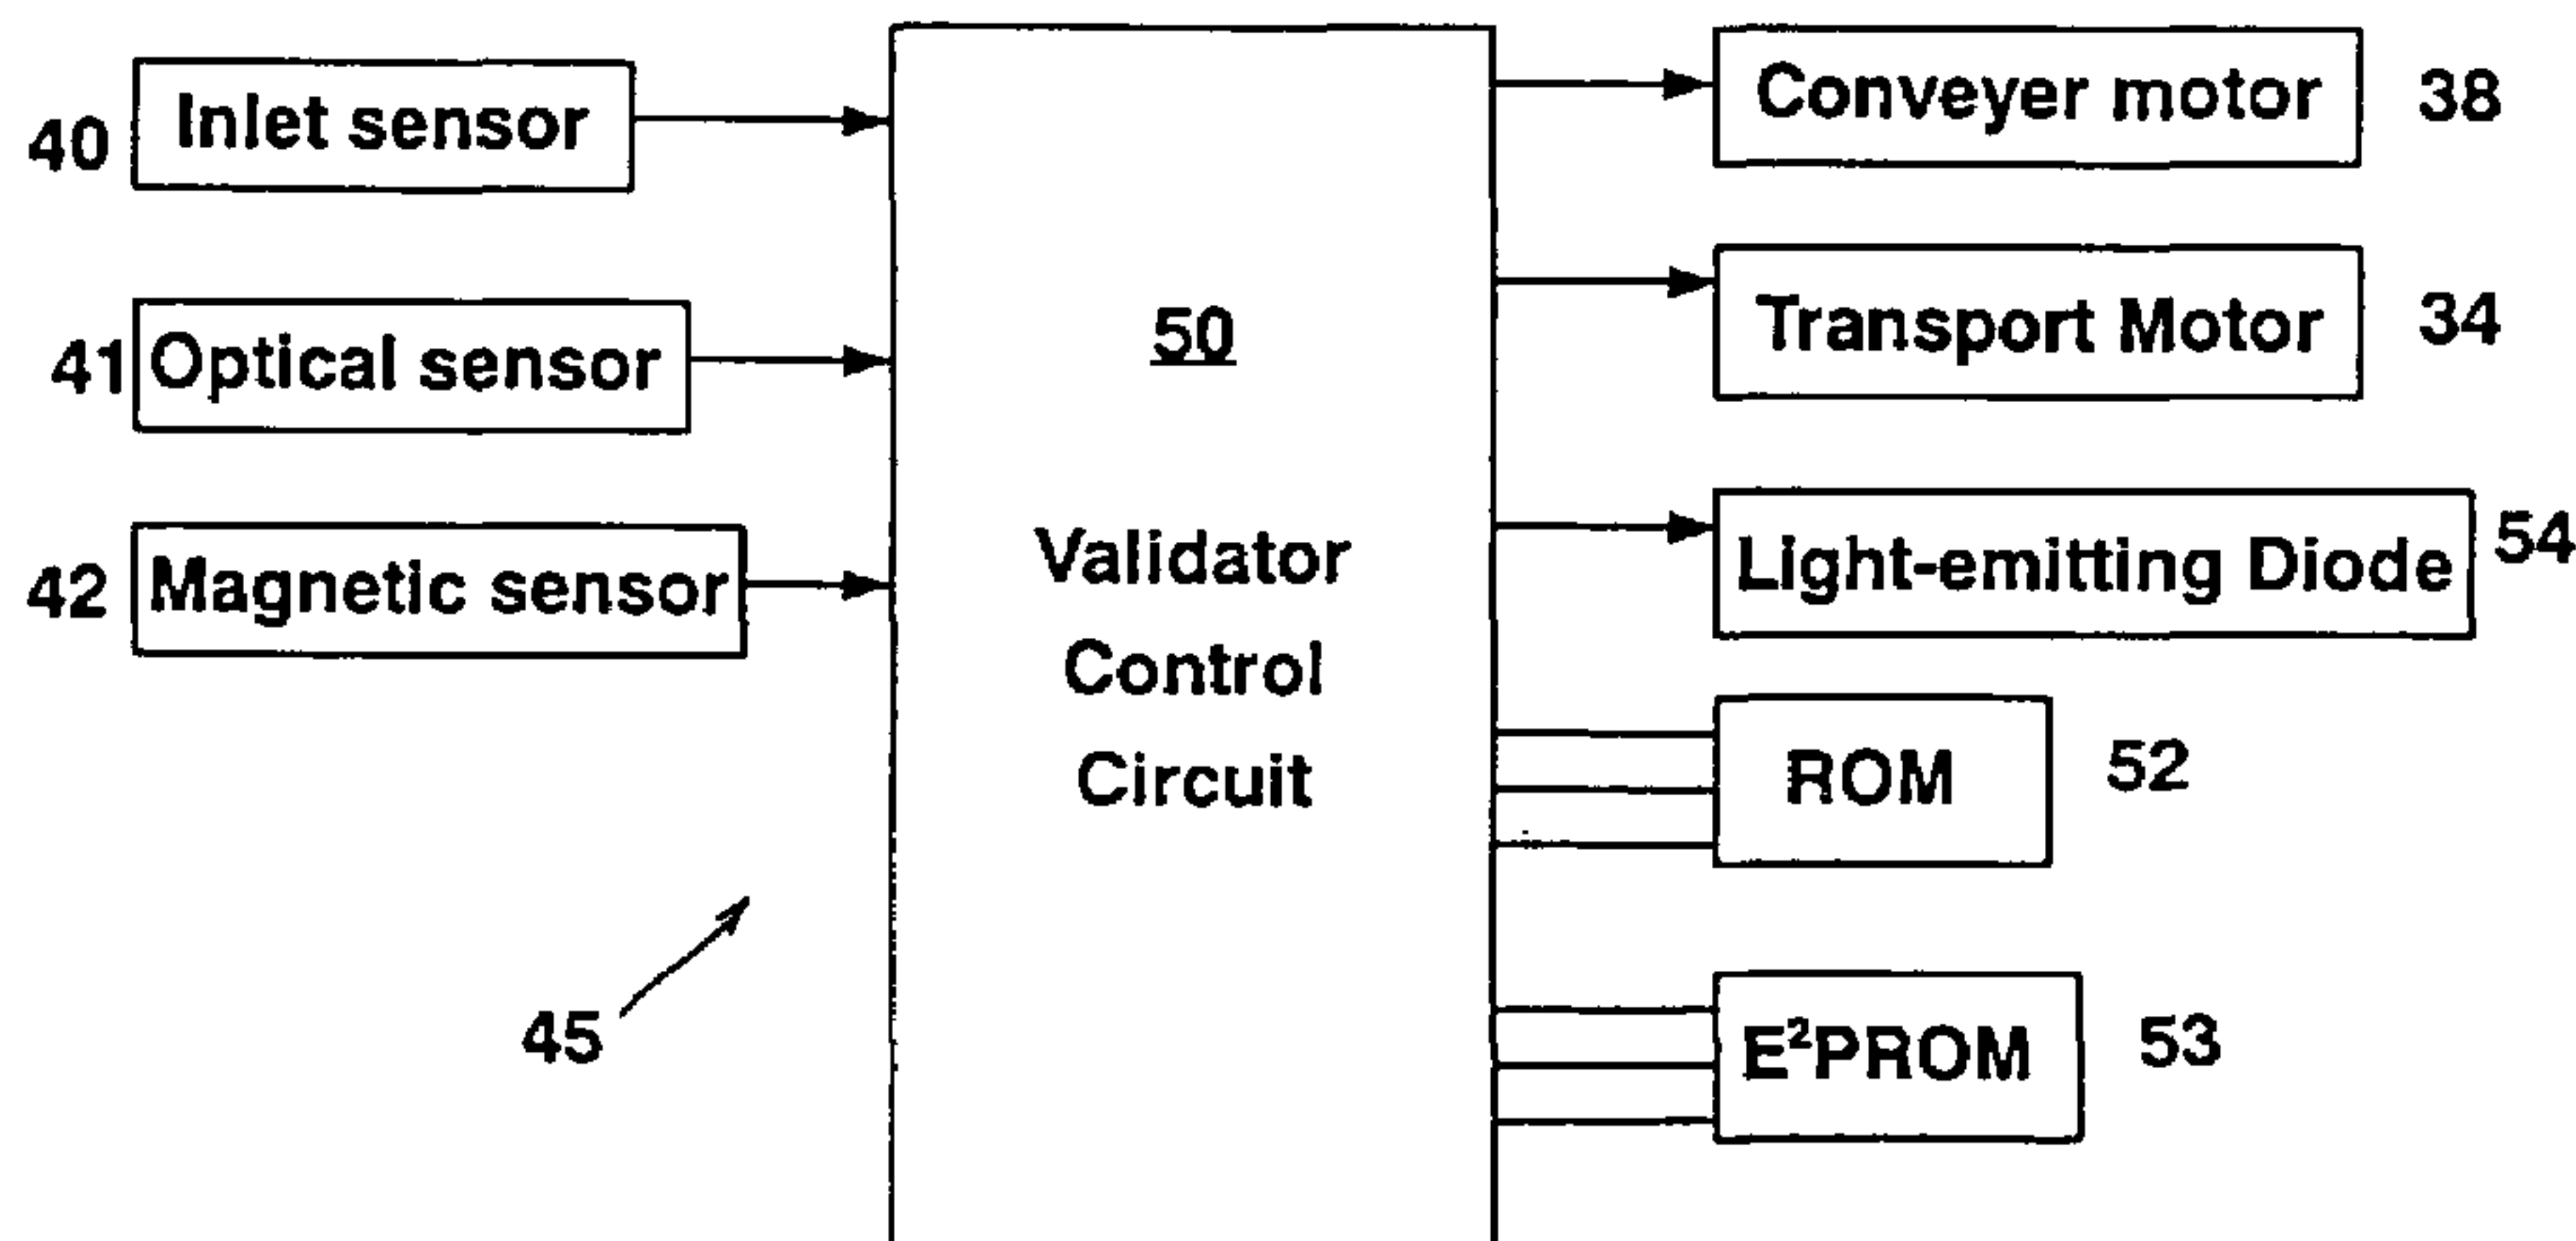 40 Inlet sensor
41 Optical sensor
42 Magnetic sensor
45
50
Validator
Control
Circuit
Conveyer motor 38
Transport Motor 34
Light-emitting Diode 54
ROM 52
E²PROM 53